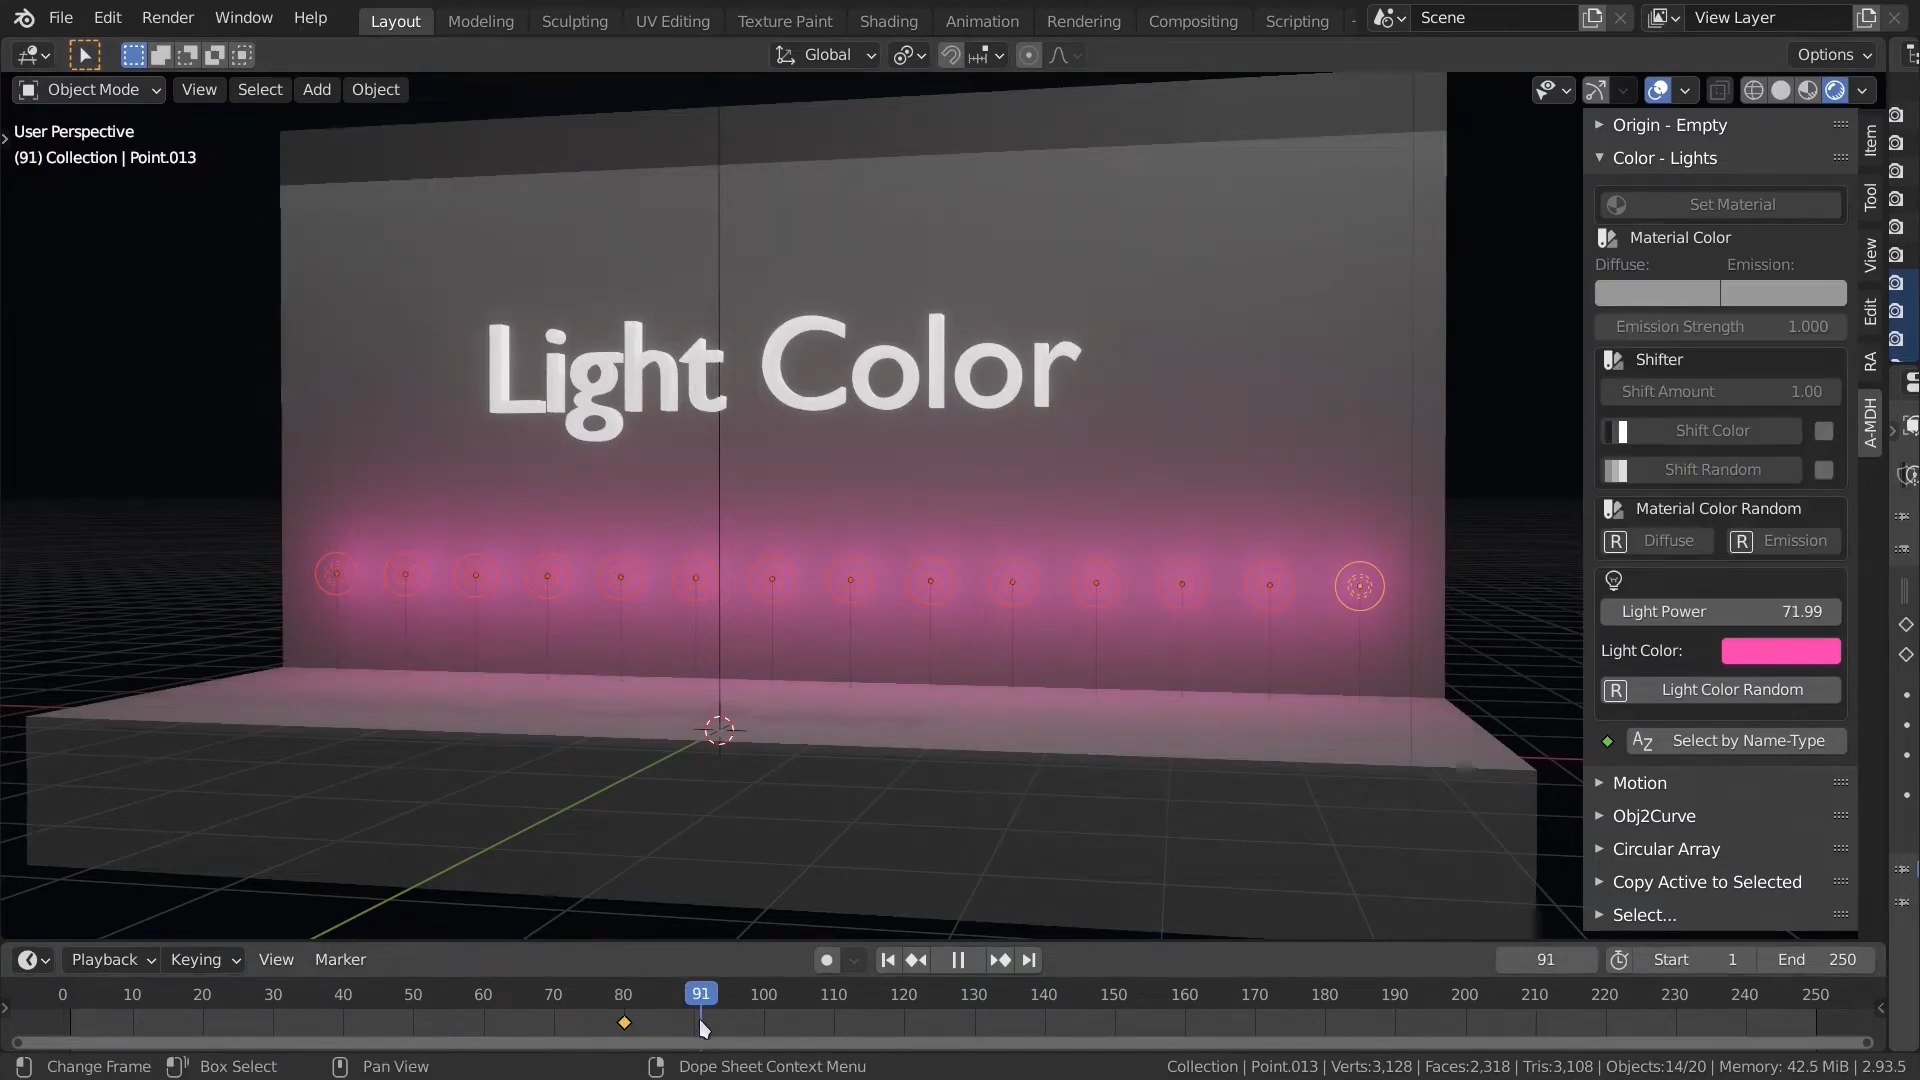 File Edit Render Window Help Layout Modeling Sculpting UV Editing Texture Paint Shading Animation Rendering Compositing Scripting Scene View Layer
Global Options
Object Mode View Select Add Object
User Perspective
(91) Collection | Point.013
Light Color
Origin - Empty
Color - Lights
Set Material
Material Color
Diffuse: Emission:
Emission Strength 1.000
Shifter
Shift Amount 1.00
Shift Color
Shift Random
Material Color Random
R Diffuse R Emission
Light Power 71.99
Light Color:
R Light Color Random
AZ Select by Name-Type
Motion
Obj2Curve
Circular Array
Copy Active to Selected
Select...
Item
Tool
View
Edit
RA
A-MDH
Playback Keying View Marker 91 Start 1 End 250
0 10 20 30 40 50 60 70 80 91 100 110 120 130 140 150 160 170 180 190 200 210 220 230 240 250
Change Frame Box Select Pan View Dope Sheet Context Menu Collection | Point.013 | Verts:3,128 | Faces:2,318 | Tris:3,108 | Objects:14/20 | Memory: 42.5 MiB | 2.93.5